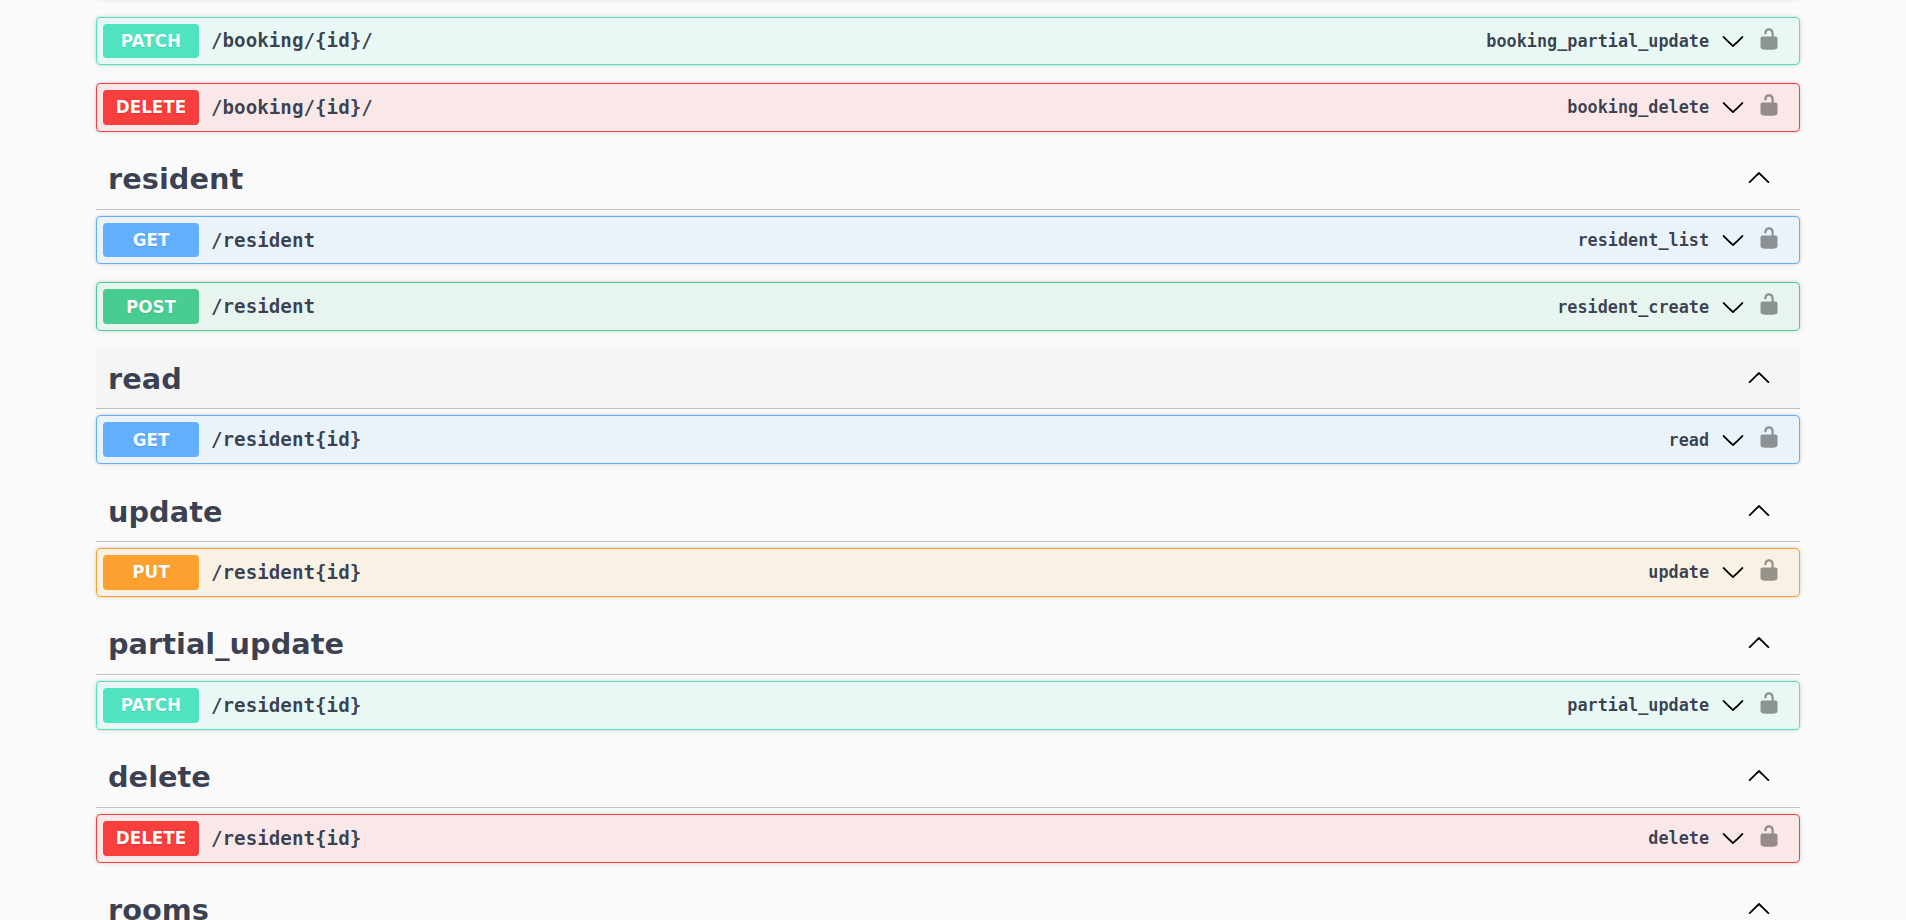 PATCH /booking/{id}/ booking_partial_update
DELETE /booking/{id}/ booking_delete
resident
GET /resident resident_list
POST /resident resident_create
read
GET /resident{id} read
update
PUT /resident{id} update
partial_update
PATCH /resident{id} partial_update
delete
DELETE /resident{id} delete
rooms